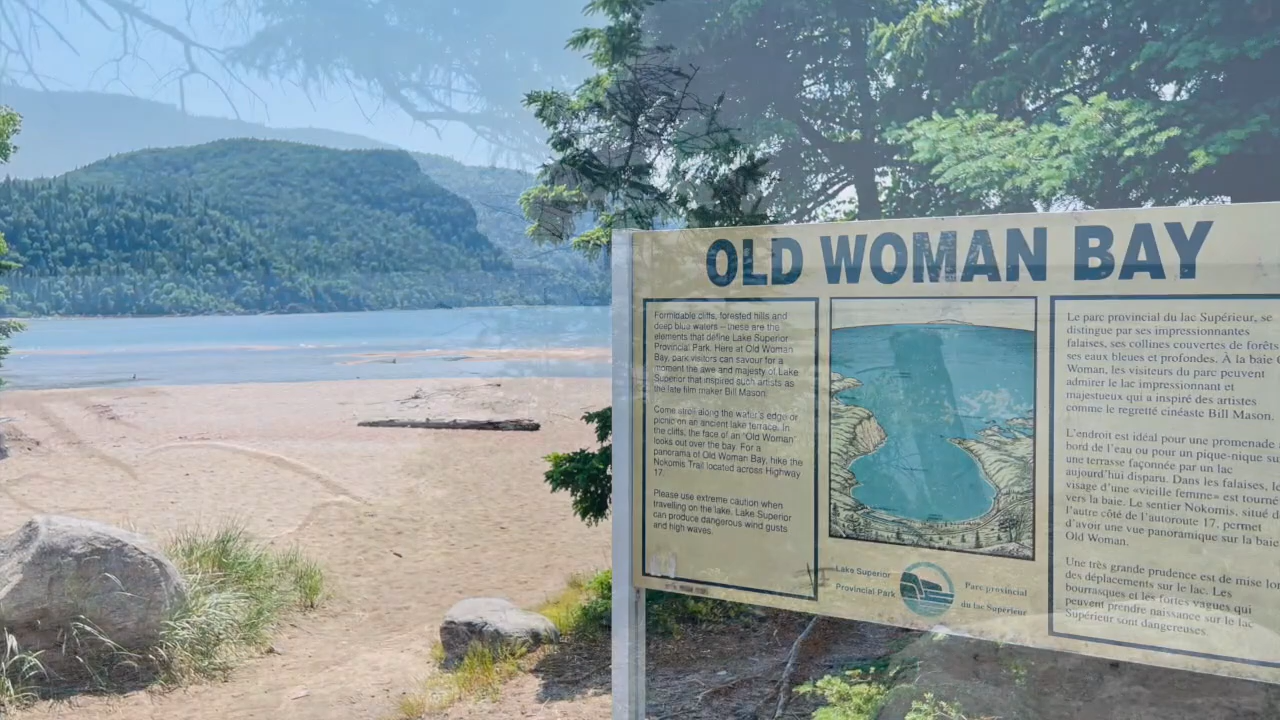 OLD WOMAN BAY
Formidable cliffs, forested hills and
deep blue waters – these are the
elements that define Lake Superior
Provincial Park. Here at Old Woman
Bay, park visitors can savour for a
moment the awe and majesty of Lake
Superior that inspired such artists as
the late film maker Bill Mason.
Come stroll along the water's edge or
picnic on an ancient lake terrace. In
the cliffs, the face of an "Old Woman"
looks out over the bay. For a
panorama of Old Woman Bay, hike the
Nokomis Trail located across Highway
17.
Please use extreme caution when
travelling on the lake. Lake Superior
can produce dangerous wind gusts
and high waves.
Lake Superior
Provincial Park
Parc provincial
du lac Supérieur
Le parc provincial du lac Supérieur, se
distingue par ses impressionnantes
falaises, ses collines couvertes de forêts
ses eaux bleues et profondes. À la baie
Woman, les visiteurs du parc peuvent
admirer le lac impressionnant et
majestueux qui a inspiré des artistes
comme le regretté cinéaste Bill Mason.
L'endroit est idéal pour une promenade
bord de l'eau ou pour un pique-nique su
une terrasse façonnée par un lac
aujourd'hui disparu. Dans les falaises, le
visage d'une «vieille femme» est tourné
vers la baie. Le sentier Nokomis, situé d
l'autre côté de l'autoroute 17, permet
d'avoir une vue panoramique sur la baie
Old Woman.
Une très grande prudence est de mise lo
des déplacements sur le lac. Les
bourrasques et les fortes vagues qui
peuvent prendre naissance sur le lac
Supérieur sont dangereuses.